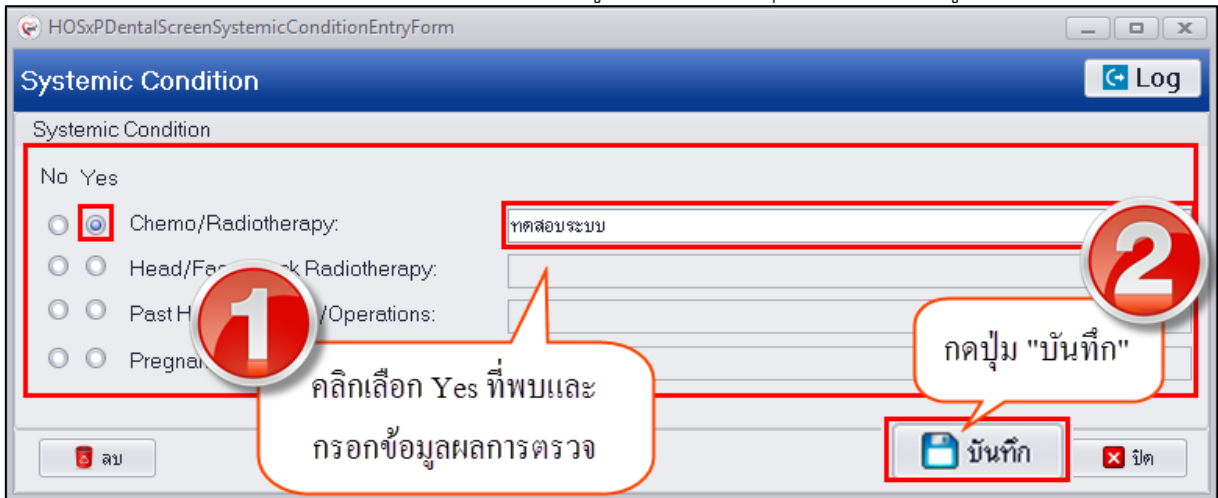 HOSxPDentalScreenSystemicConditionEntryForm
Systemic Condition
Log
Systemic Condition
No Yes
Chemo/Radiotherapy:
ทดสอบระบบ
2
Radiotherapy:
1
/Operations:
กดปุ่ม "บันทึก"
คลิกเลือก Yes ที่พบและ
กรอกข้อมูลผลการตรวจ
ลบ
บันทึก
ปิด